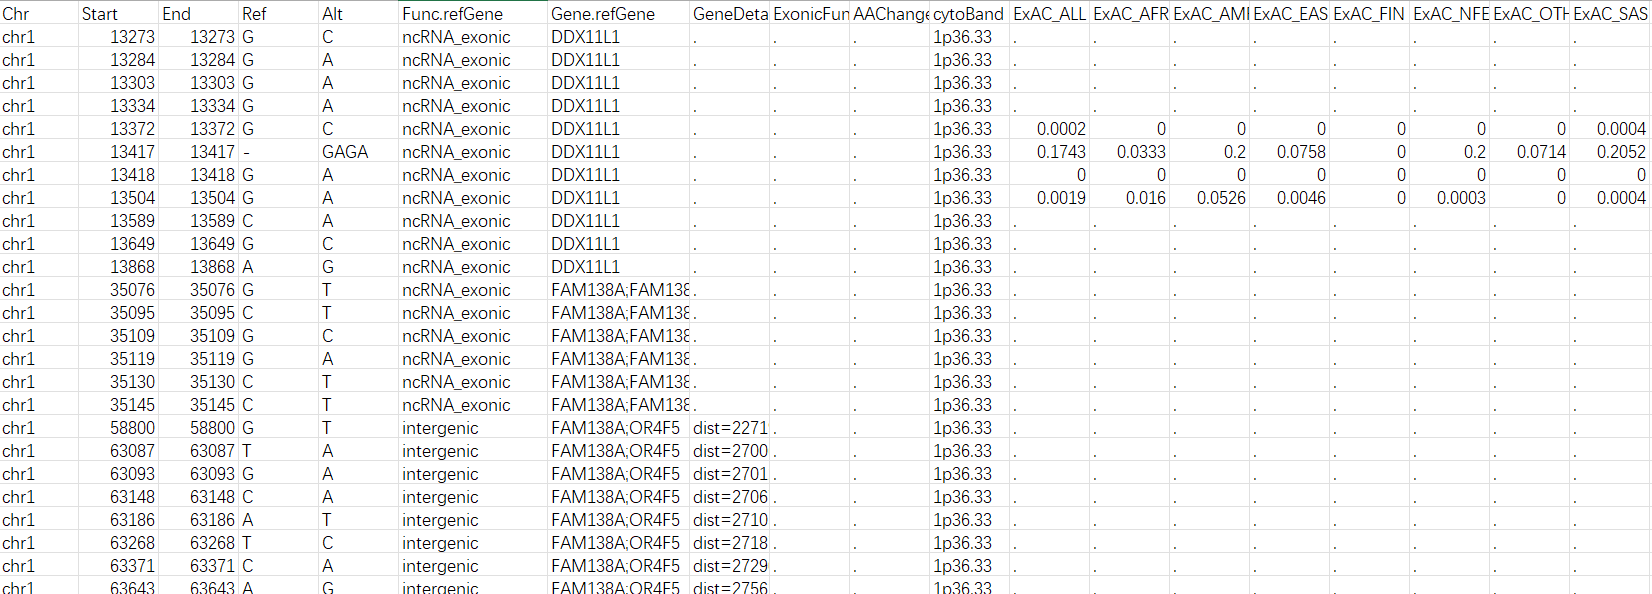 Chr Start End Ref Alt Func.refGene Gene.refGene GeneDeta ExonicFun AAChange cytoBand ExAC_ALL ExAC_AFR ExAC_AMI ExAC_EAS ExAC_FIN ExAC_NFE ExAC_OTH ExAC_SAS
chr1 13273 13273 G C ncRNA_exonic DDX11L1 . . . 1p36.33 . . . . . . . .
chr1 13284 13284 G A ncRNA_exonic DDX11L1 . . . 1p36.33 . . . . . . . .
chr1 13303 13303 G A ncRNA_exonic DDX11L1 . . . 1p36.33 . . . . . . . .
chr1 13334 13334 G A ncRNA_exonic DDX11L1 . . . 1p36.33 . . . . . . . .
chr1 13372 13372 G C ncRNA_exonic DDX11L1 . . . 1p36.33 0.0002 0 0 0 0 0 0 0.0004
chr1 13417 13417 - GAGA ncRNA_exonic DDX11L1 . . . 1p36.33 0.1743 0.0333 0.2 0.0758 0 0.2 0.0714 0.2052
chr1 13418 13418 G A ncRNA_exonic DDX11L1 . . . 1p36.33 0 0 0 0 0 0 0 0
chr1 13504 13504 G A ncRNA_exonic DDX11L1 . . . 1p36.33 0.0019 0.016 0.0526 0.0046 0 0.0003 0 0.0004
chr1 13589 13589 C A ncRNA_exonic DDX11L1 . . . 1p36.33 . . . . . . . .
chr1 13649 13649 G C ncRNA_exonic DDX11L1 . . . 1p36.33 . . . . . . . .
chr1 13868 13868 A G ncRNA_exonic DDX11L1 . . . 1p36.33 . . . . . . . .
chr1 35076 35076 G T ncRNA_exonic FAM138A;FAM138 . . . 1p36.33 . . . . . . . .
chr1 35095 35095 C T ncRNA_exonic FAM138A;FAM138 . . . 1p36.33 . . . . . . . .
chr1 35109 35109 G C ncRNA_exonic FAM138A;FAM138 . . . 1p36.33 . . . . . . . .
chr1 35119 35119 G A ncRNA_exonic FAM138A;FAM138 . . . 1p36.33 . . . . . . . .
chr1 35130 35130 C T ncRNA_exonic FAM138A;FAM138 . . . 1p36.33 . . . . . . . .
chr1 35145 35145 C T ncRNA_exonic FAM138A;FAM138 . . . 1p36.33 . . . . . . . .
chr1 58800 58800 G T intergenic FAM138A;OR4F5 dist=2271 . . 1p36.33 . . . . . . . .
chr1 63087 63087 T A intergenic FAM138A;OR4F5 dist=2700 . . 1p36.33 . . . . . . . .
chr1 63093 63093 G A intergenic FAM138A;OR4F5 dist=2701 . . 1p36.33 . . . . . . . .
chr1 63148 63148 C A intergenic FAM138A;OR4F5 dist=2706 . . 1p36.33 . . . . . . . .
chr1 63186 63186 A T intergenic FAM138A;OR4F5 dist=2710 . . 1p36.33 . . . . . . . .
chr1 63268 63268 T C intergenic FAM138A;OR4F5 dist=2718 . . 1p36.33 . . . . . . . .
chr1 63371 63371 C A intergenic FAM138A;OR4F5 dist=2729 . . 1p36.33 . . . . . . . .
chr1 63643 63643 A G intergenic FAM138A;OR4F5 dist=2756 . . 1p36.33 . . . . . . . .